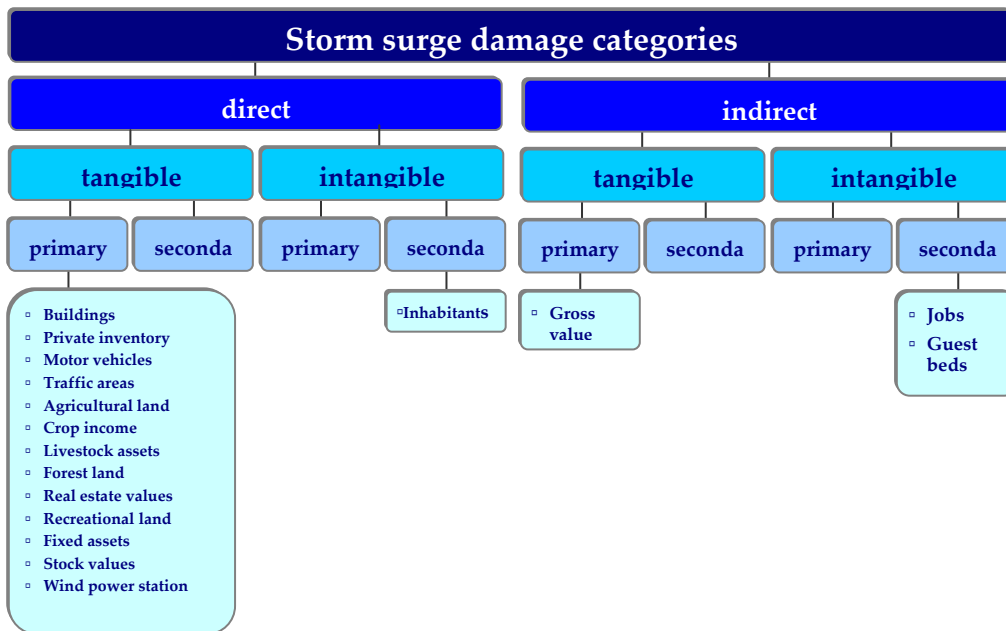 Storm surge damage categories
direct
indirect
tangible
intangible
tangible
intangible
primary
seconda
primary
seconda
primary
seconda
primary
seconda
▫ Buildings
▫ Private inventory
▫ Motor vehicles
▫ Traffic areas
▫ Agricultural land
▫ Crop income
▫ Livestock assets
▫ Forest land
▫ Real estate values
▫ Recreational land
▫ Fixed assets
▫ Stock values
▫ Wind power station
▫Inhabitants
▫ Gross
value
▫ Jobs
▫ Guest
beds